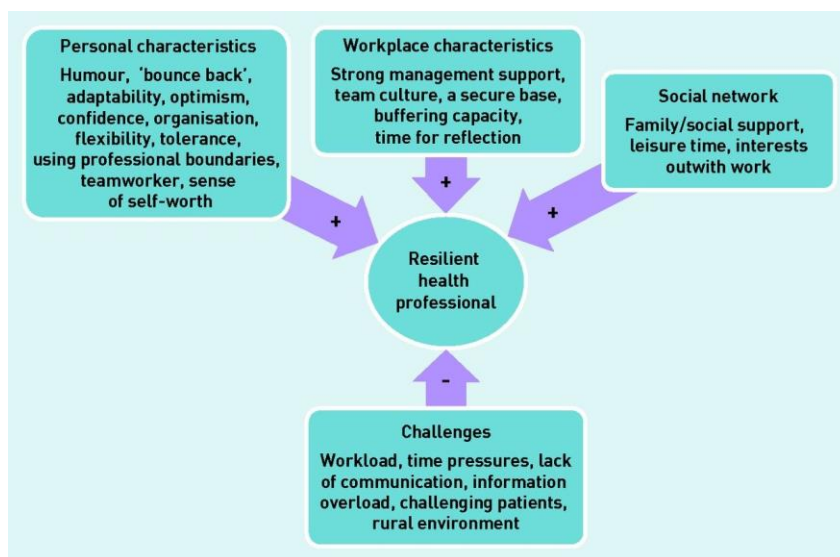 Personal characteristics
Humour, 'bounce back',
adaptability, optimism,
confidence, organisation,
flexibility, tolerance,
using professional boundaries,
teamworker, sense
of self-worth
+
Workplace characteristics
Strong management support,
team culture, a secure base,
buffering capacity,
time for reflection
+
Social network
Family/social support,
leisure time, interests
outwith work
+
Resilient
health
professional
-
Challenges
Workload, time pressures, lack
of communication, information
overload, challenging patients,
rural environment